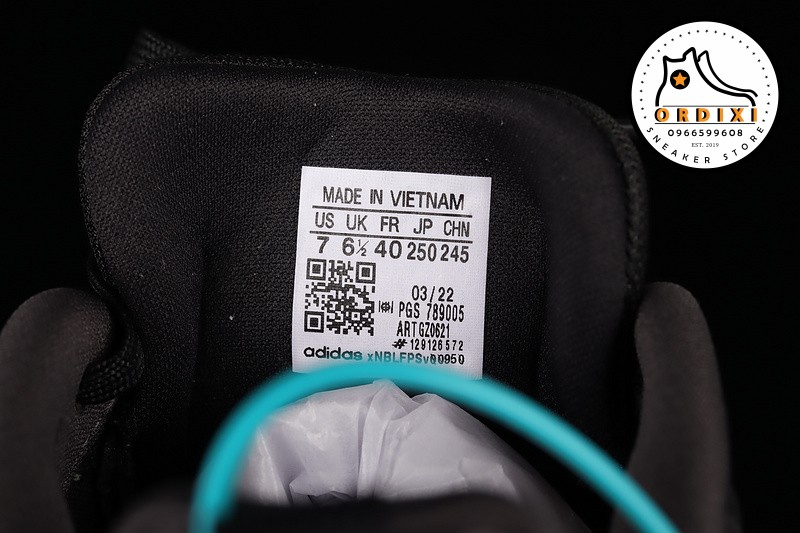 ORDIXI
0966599608
EST. 2019
SNEAKER STORE
MADE IN VIETNAM
US UK FR JP CHN
7 6½ 40 250 245
03/22
PGS 789005
ART GZ0621
# 129126572
adidas xNBLFPSv00950